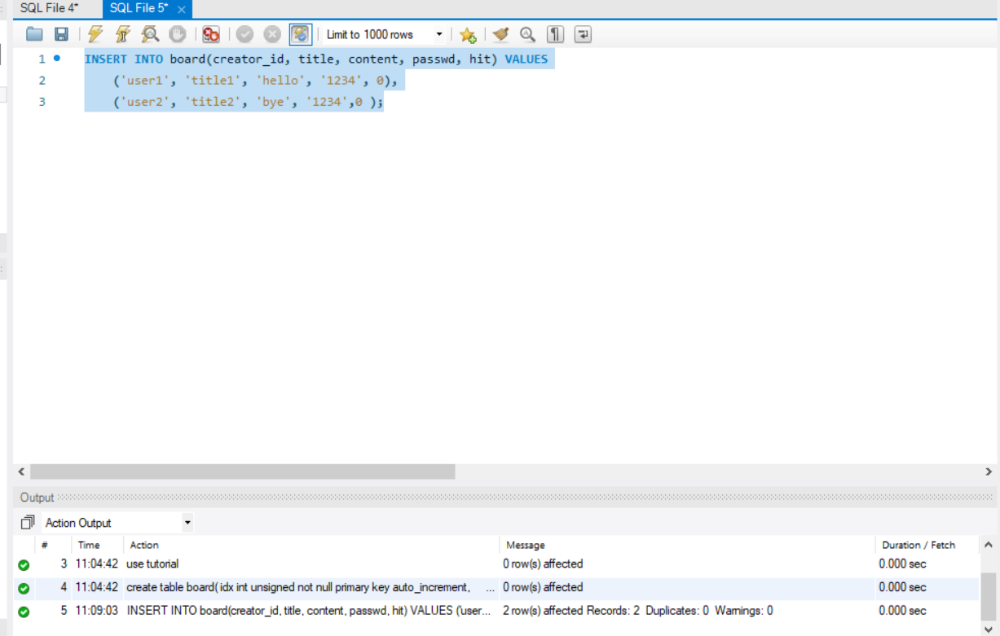 SQL File 4* SQL File 5*
Limit to 1000 rows
1 INSERT INTO board(creator_id, title, content, passwd, hit) VALUES
2 ('user1', 'title1', 'hello', '1234', 0),
3 ('user2', 'title2', 'bye', '1234',0 );
Output
Action Output
# Time Action Message Duration / Fetch
3 11:04:42 use tutorial 0 row(s) affected 0.000 sec
4 11:04:42 create table board( idx int unsigned not null primary key auto_increment, ... 0 row(s) affected 0.000 sec
5 11:09:03 INSERT INTO board(creator_id, title, content, passwd, hit) VALUES ('user... 2 row(s) affected Records: 2 Duplicates: 0 Warnings: 0 0.000 sec